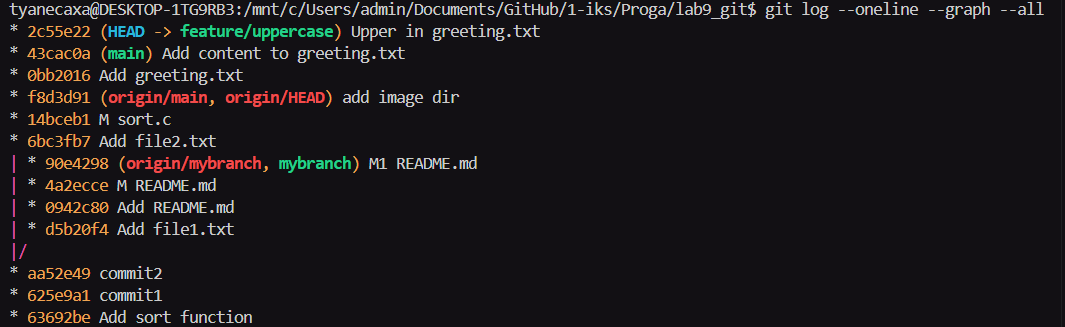 tyanecaxa@DESKTOP-1TG9RB3:/mnt/c/Users/admin/Documents/GitHub/1-iks/Proga/lab9_git$ git log --oneline --graph --all
* 2c55e22 (HEAD -> feature/uppercase) Upper in greeting.txt
* 43cac0a (main) Add content to greeting.txt
* 0bb2016 Add greeting.txt
* f8d3d91 (origin/main, origin/HEAD) add image dir
* 14bceb1 M sort.c
* 6bc3fb7 Add file2.txt
| * 90e4298 (origin/mybranch, mybranch) M1 README.md
| * 4a2ecce M README.md
| * 0942c80 Add README.md
| * d5b20f4 Add file1.txt
|/
* aa52e49 commit2
* 625e9a1 commit1
* 63692be Add sort function